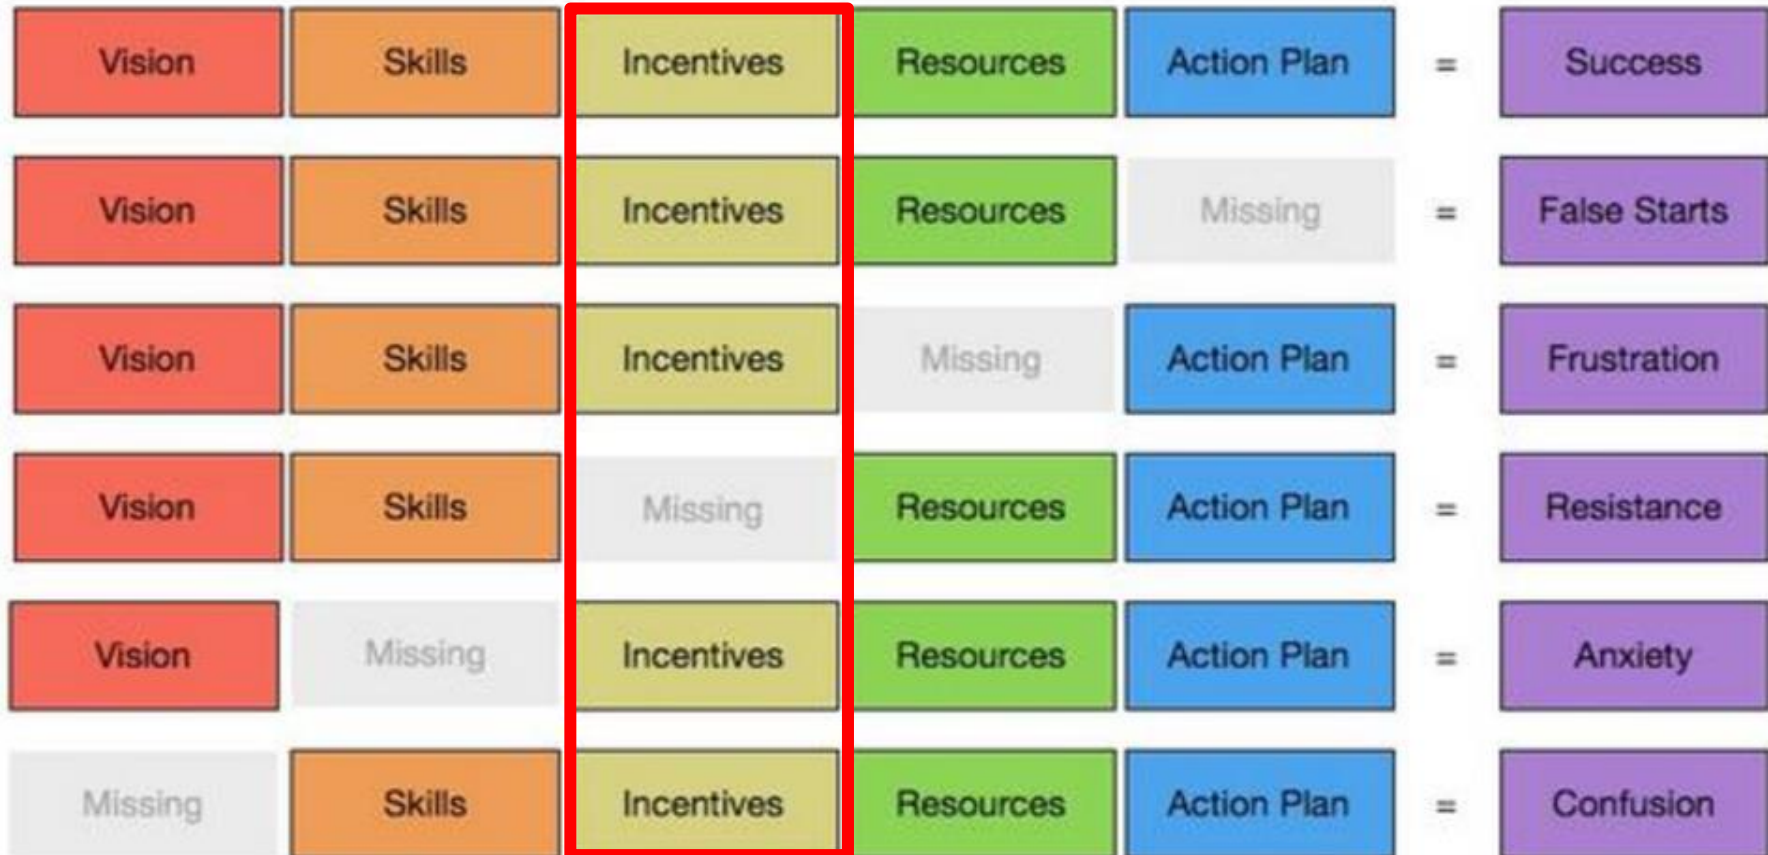 Vision Skills Incentives Resources Action Plan = Success
Vision Skills Incentives Resources Missing = False Starts
Vision Skills Incentives Missing Action Plan = Frustration
Vision Skills Missing Resources Action Plan = Resistance
Vision Missing Incentives Resources Action Plan = Anxiety
Missing Skills Incentives Resources Action Plan = Confusion